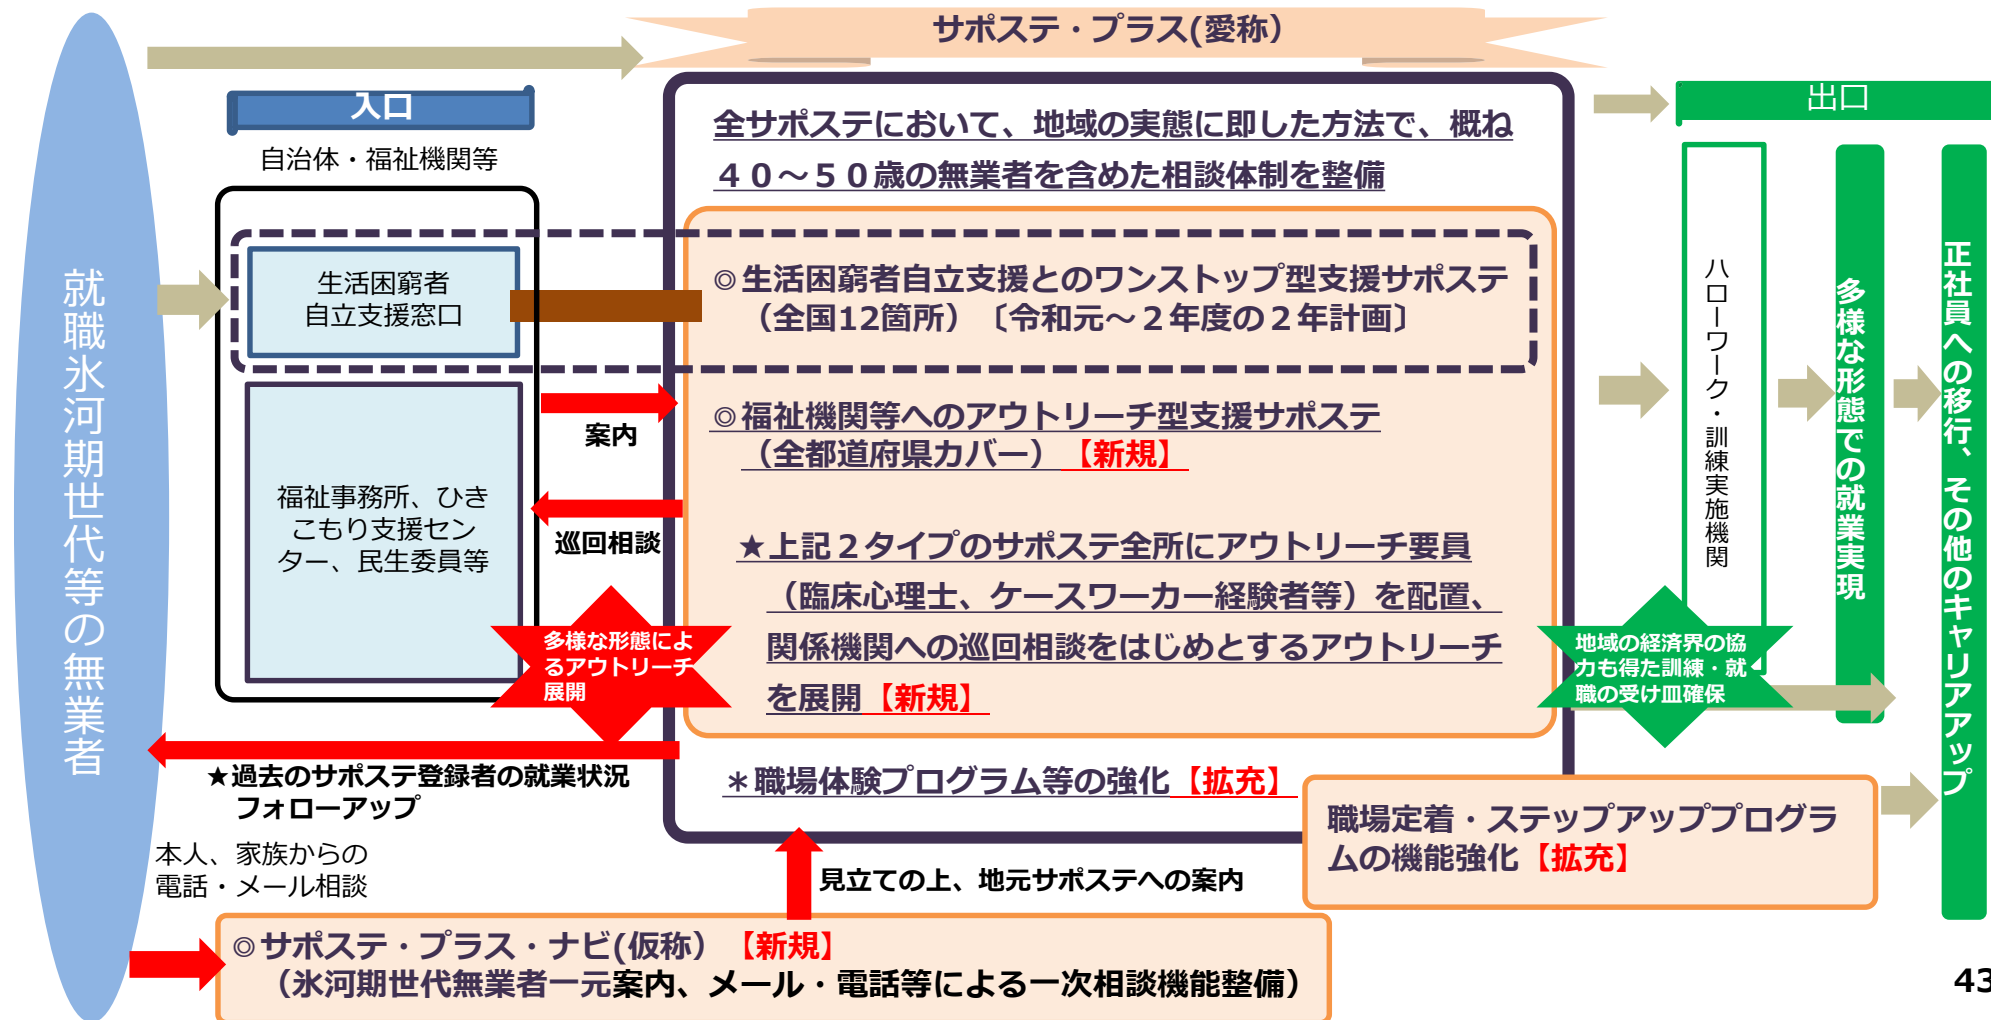 サポステ・プラス(愛称）
就職氷河期世代等の無業者
入口
自治体・福祉機関等
生活困窮者
自立支援窓口
福祉事務所、ひき
こもり支援セン
ター、民生委員等
案内
巡回相談
多様な形態によ
るアウトリーチ
展開
全サポステにおいて、地域の実態に即した方法で、概ね
４０～５０歳の無業者を含めた相談体制を整備
◎生活困窮者自立支援とのワンストップ型支援サポステ
（全国12箇所）〔令和元～２年度の２年計画〕
◎福祉機関等へのアウトリーチ型支援サポステ
（全都道府県カバー）【新規】
★上記２タイプのサポステ全所にアウトリーチ要員
（臨床心理士、ケースワーカー経験者等）を配置、
関係機関への巡回相談をはじめとするアウトリーチ
を展開【新規】
＊職場体験プログラム等の強化【拡充】
出口
ハローワーク・訓練実施機関
多様な形態での就業実現
正社員への移行、その他のキャリアアップ
地域の経済界の協
力も得た訓練・就
職の受け皿確保
職場定着・ステップアッププログラ
ムの機能強化【拡充】
★過去のサポステ登録者の就業状況
フォローアップ
本人、家族からの
電話・メール相談
見立ての上、地元サポステへの案内
◎サポステ・プラス・ナビ(仮称）【新規】
（氷河期世代無業者一元案内、メール・電話等による一次相談機能整備）
43